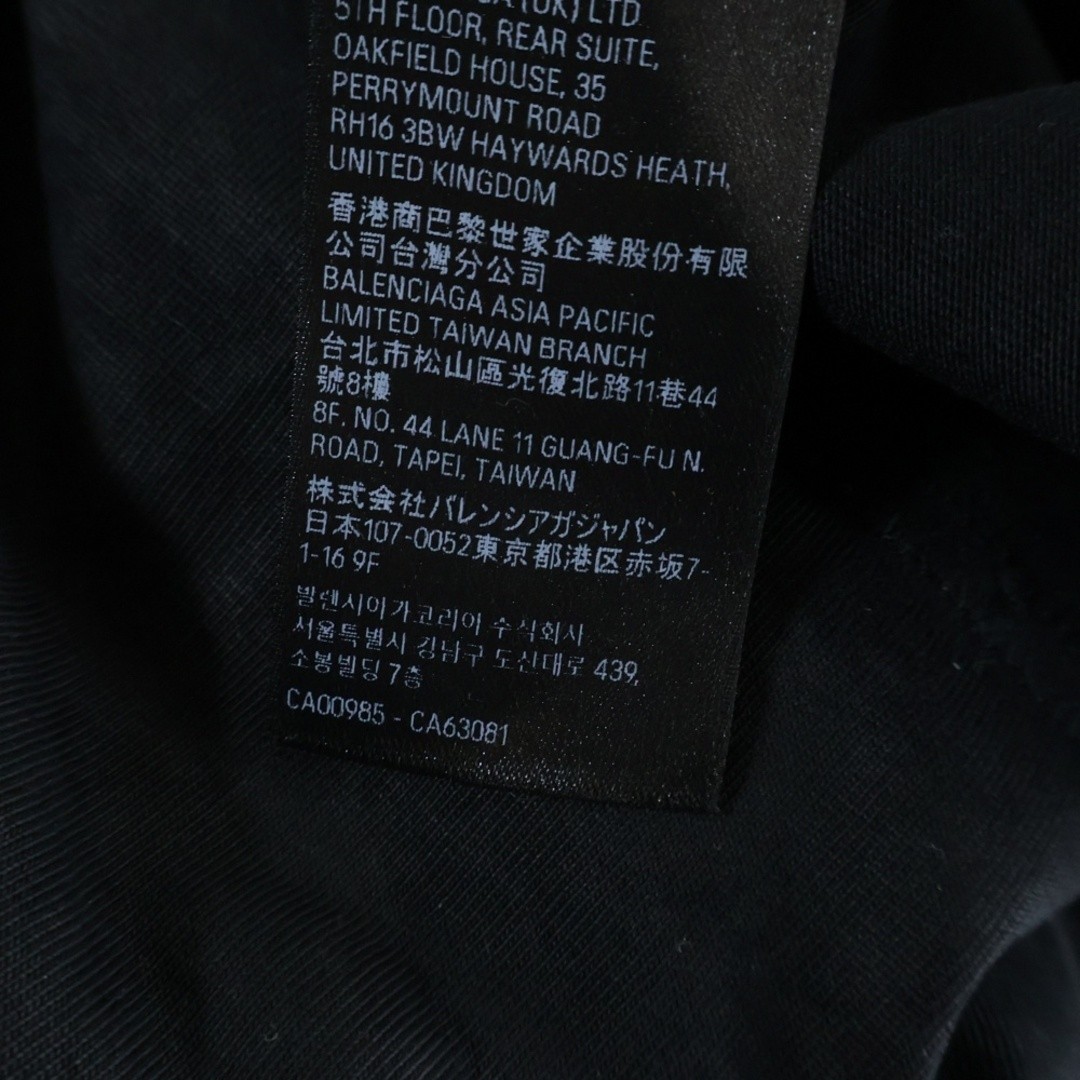 (UK) LTD
5TH FLOOR, REAR SUITE,
OAKFIELD HOUSE, 35
PERRYMOUNT ROAD
RH16 3BW HAYWARDS HEATH,
UNITED KINGDOM
香港商巴黎世家企業股份有限
公司台灣分公司
BALENCIAGA ASIA PACIFIC
LIMITED TAIWAN BRANCH
台北市松山區光復北路11巷44
號8樓
8F. NO. 44 LANE 11 GUANG-FU N.
ROAD, TAPEI, TAIWAN
株式会社バレンシアガジャパン
日本107-0052東京都港区赤坂7-
1-16 9F
발렌시아가코리아 수식회사
서울특별시 강남구 도산대로 439,
소봉빌딩 7층
CA00985 - CA63081